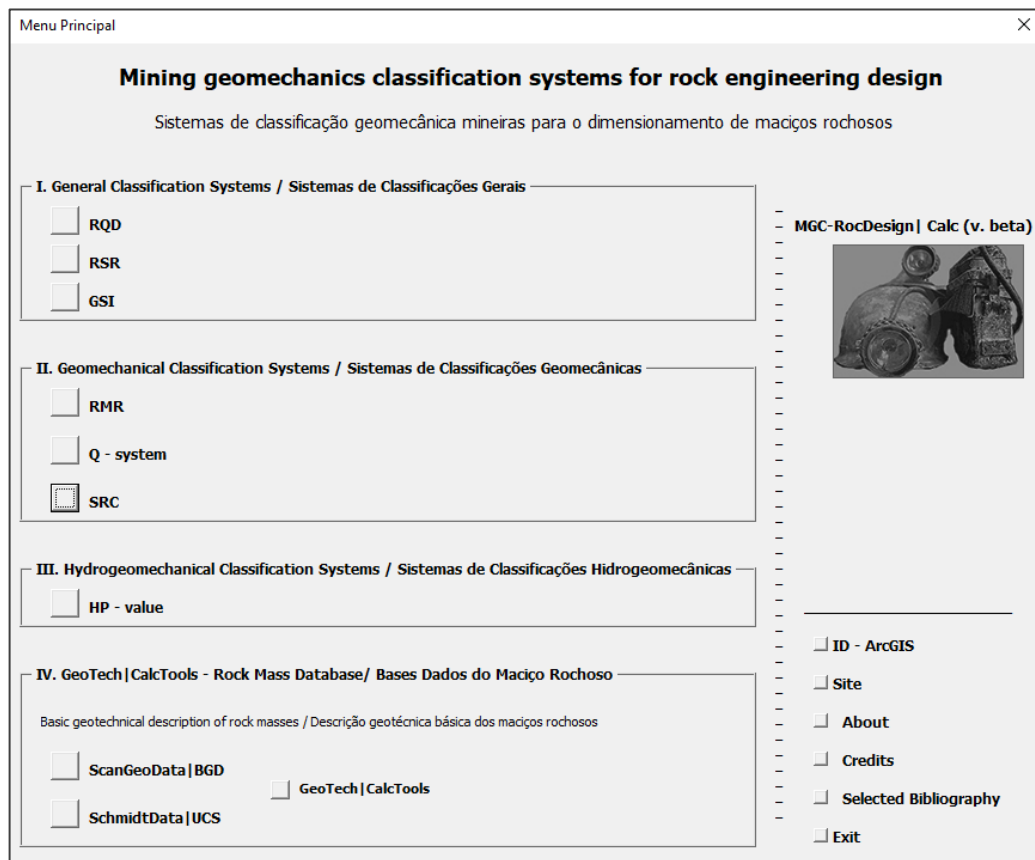 Menu Principal
Mining geomechanics classification systems for rock engineering design
Sistemas de classificação geomecânica mineiras para o dimensionamento de maciços rochosos
I. General Classification Systems / Sistemas de Classificações Gerais
RQD
RSR
GSI
II. Geomechanical Classification Systems / Sistemas de Classificações Geomecânicas
RMR
Q - system
SRC
III. Hydrogeomechanical Classification Systems / Sistemas de Classificações Hidrogeomecânicas
HP - value
IV. GeoTech|CalcTools - Rock Mass Database/ Bases Dados do Maciço Rochoso
Basic geotechnical description of rock masses / Descrição geotécnica básica dos maciços rochosos
ScanGeoData|BGD
GeoTech|CalcTools
SchmidtData|UCS
MGC-RocDesign| Calc (v. beta)
ID - ArcGIS
Site
About
Credits
Selected Bibliography
Exit